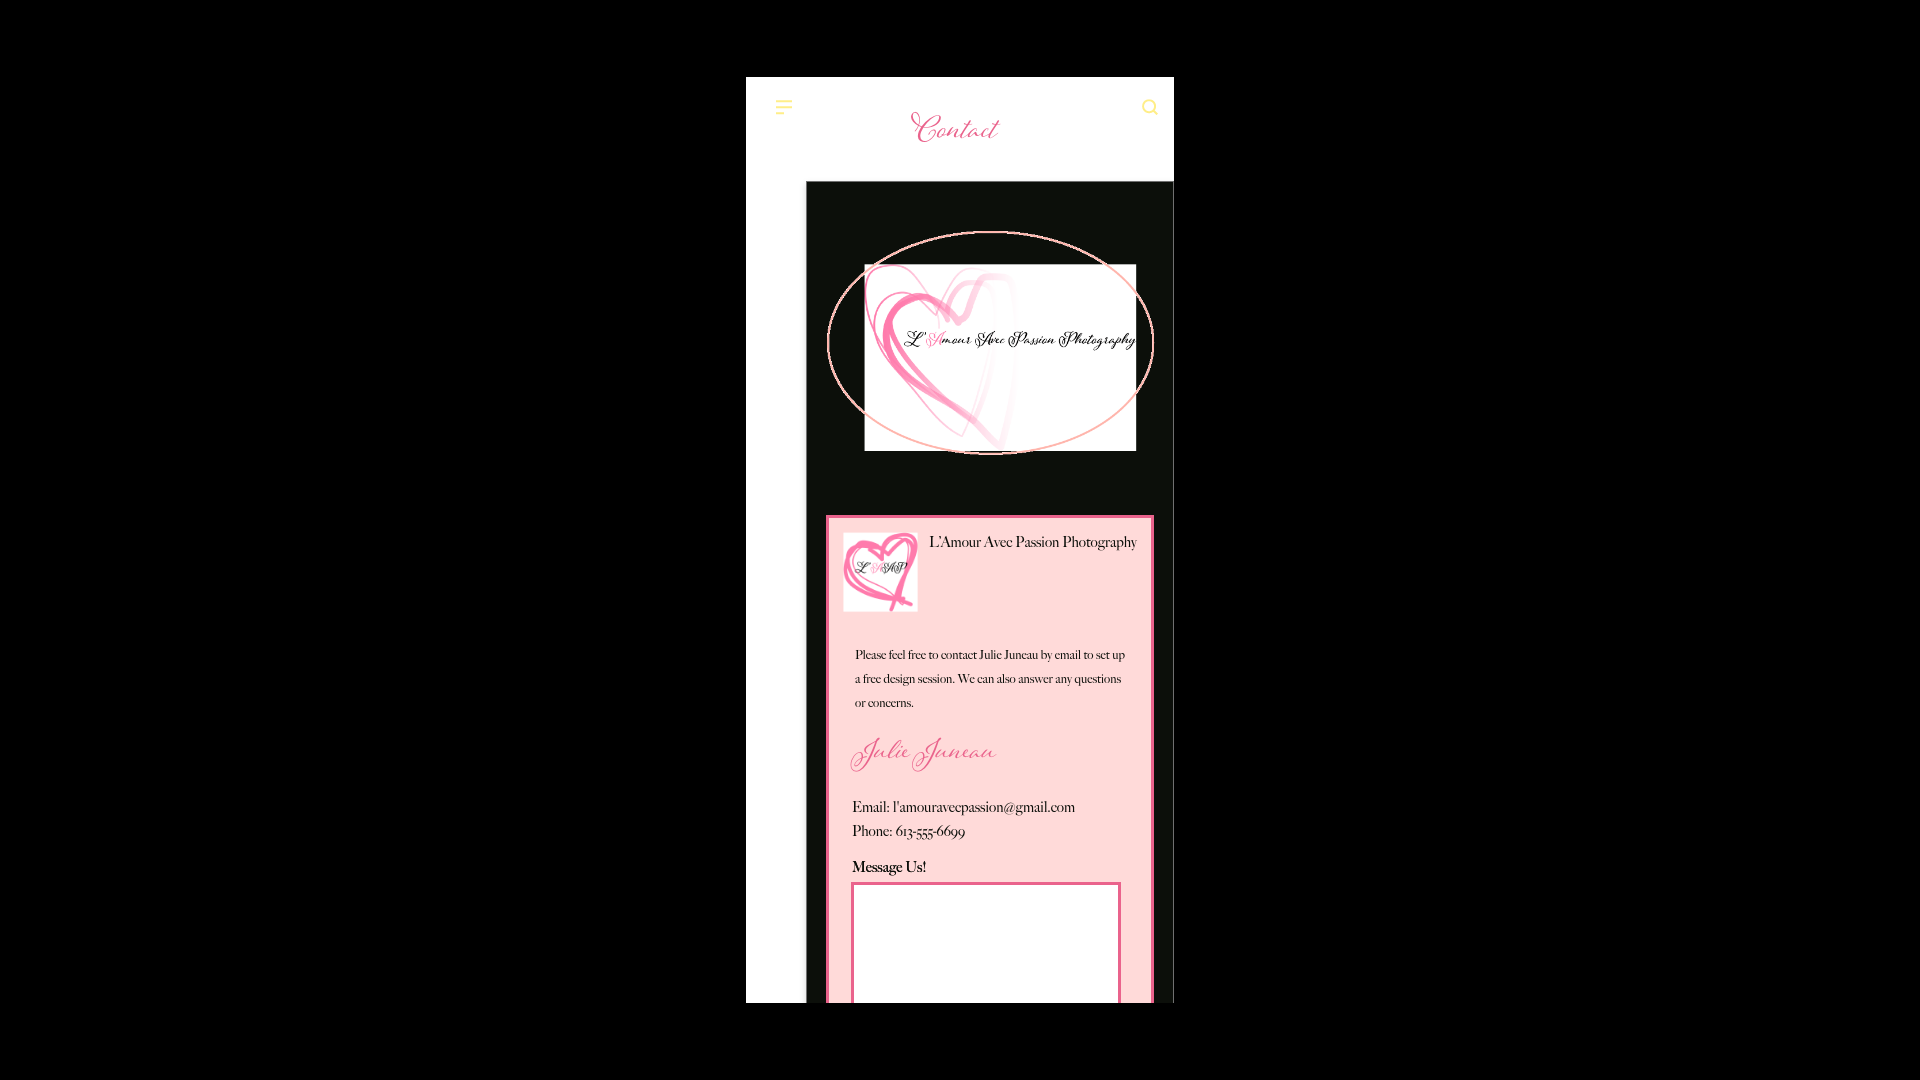 Contact
L'Amour Avec Passion Photography
L'AAP
L'Amour Avec Passion Photography
Please feel free to contact Julie Juneau by email to set up
a free design session. We can also answer any questions
or concerns.
Julie Juneau
Email: l'amouravecpassion@gmail.com
Phone: 613-555-6699
Message Us!